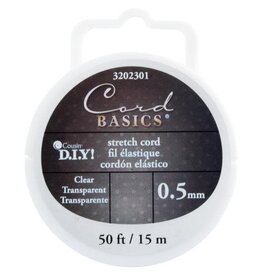 3202301
Cord
BASICS®
Cousin
D.I.Y!
stretch cord
fil élastique
cordón elástico
Clear
Transparent
Transparente
0.5mm
50 ft / 15 m